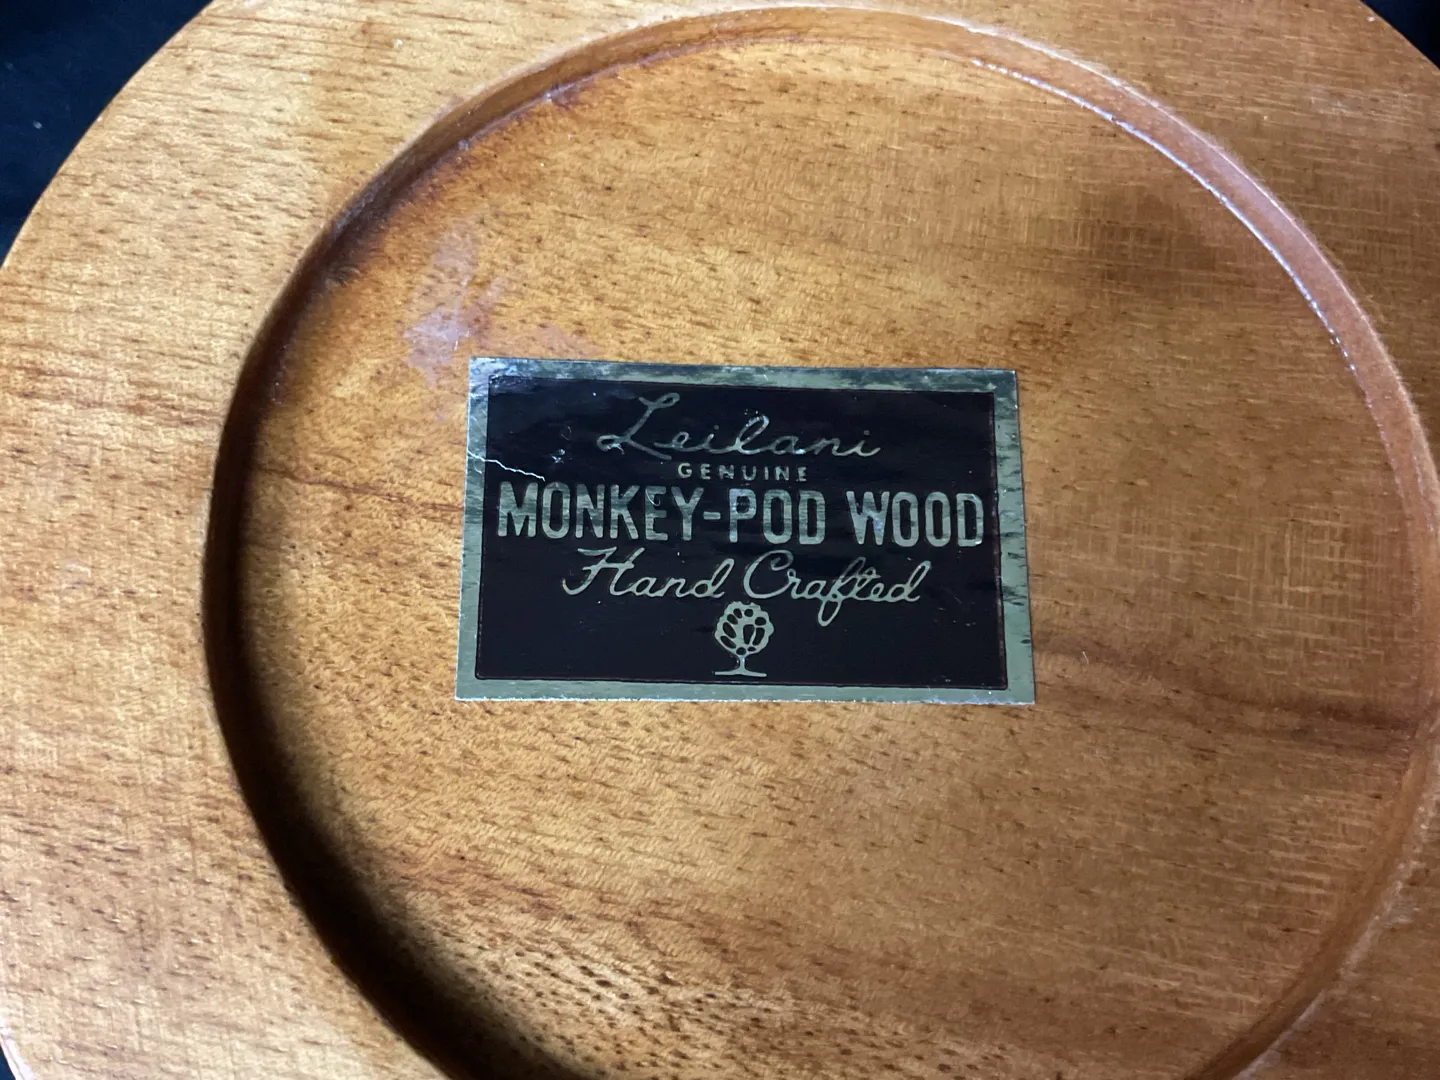 Leilani
GENUINE
MONKEY-POD WOOD
Hand Crafted